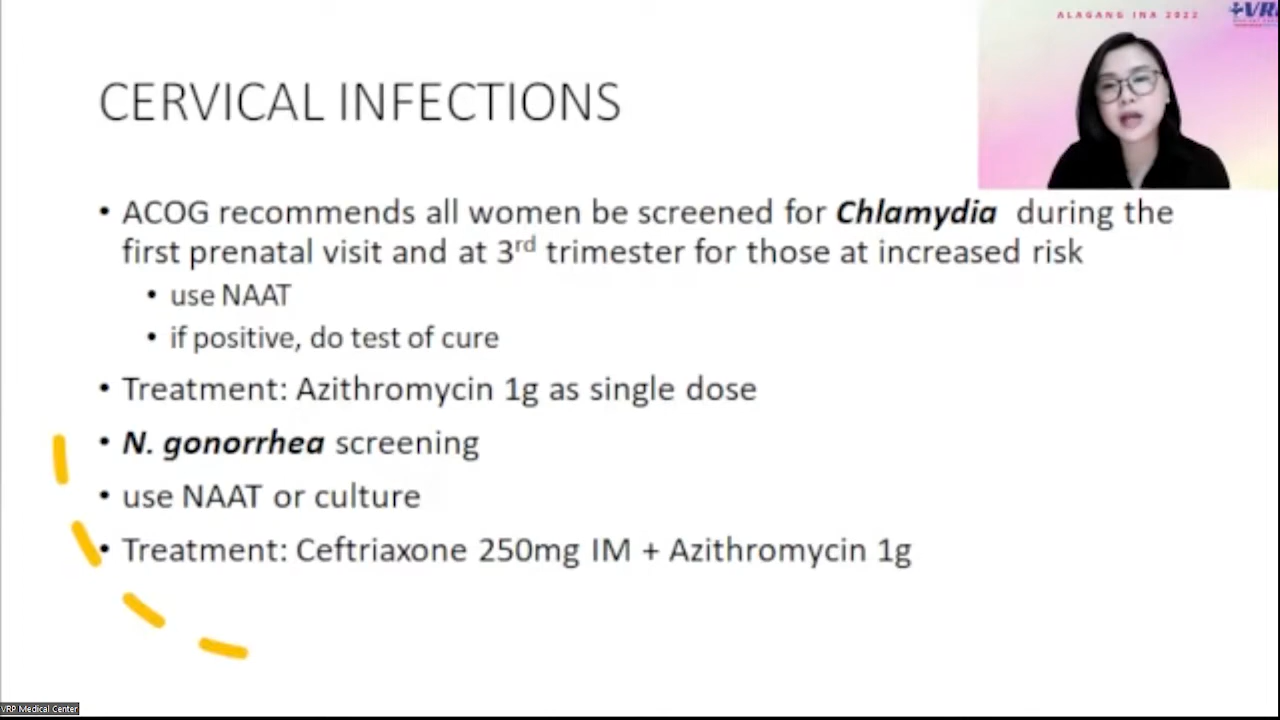 ALAGANG INA 2022
VR
CERVICAL INFECTIONS
• ACOG recommends all women be screened for Chlamydia during the
first prenatal visit and at 3rd trimester for those at increased risk
• use NAAT
• if positive, do test of cure
• Treatment: Azithromycin 1g as single dose
• N. gonorrhea screening
• use NAAT or culture
• Treatment: Ceftriaxone 250mg IM + Azithromycin 1g
VRP Medical Center